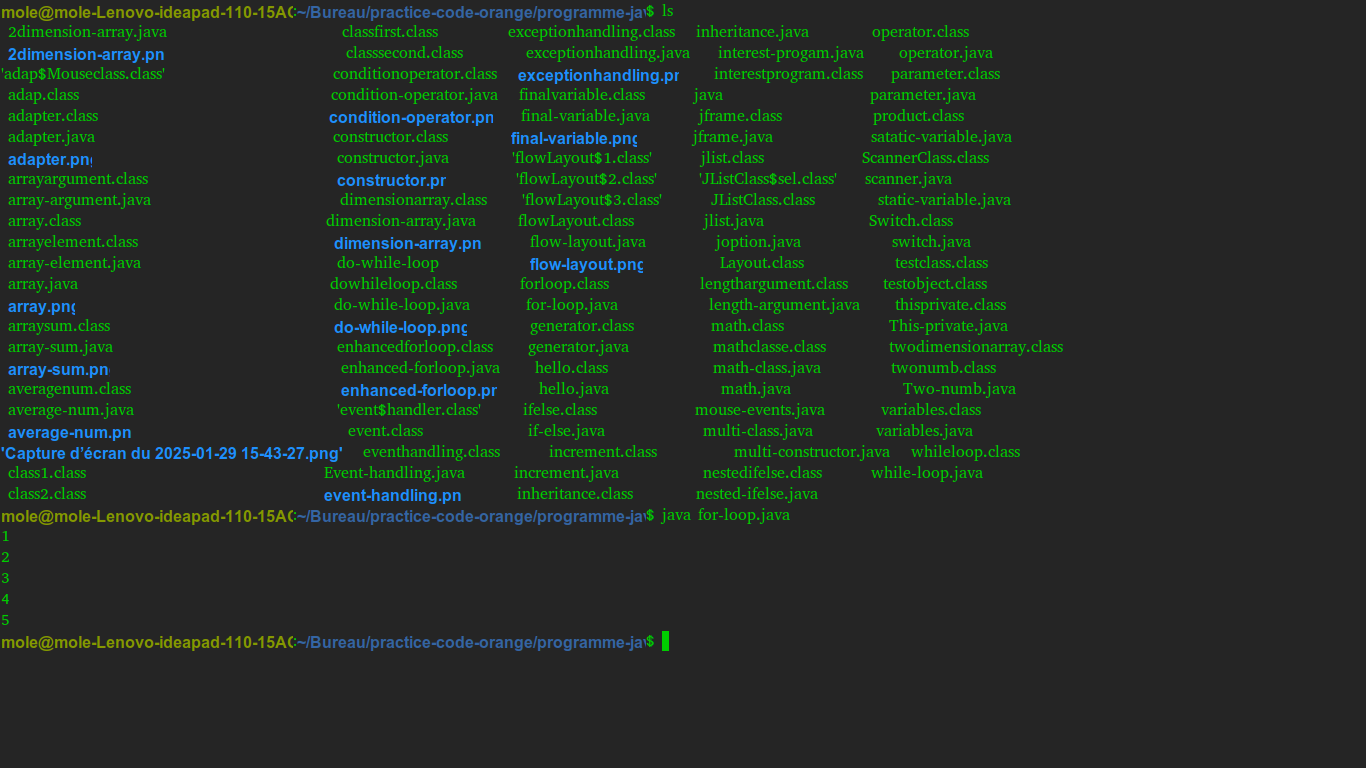 mole@mole-Lenovo-ideapad-110-15AC:~/Bureau/practice-code-orange/programme-jav$ ls
2dimension-array.java classfirst.class exceptionhandling.class inheritance.java operator.class
2dimension-array.pn classsecond.class exceptionhandling.java interest-progam.java operator.java
'adap$Mouseclass.class' conditionoperator.class exceptionhandling.pr interestprogram.class parameter.class
adap.class condition-operator.java finalvariable.class java parameter.java
adapter.class condition-operator.pn final-variable.java jframe.class product.class
adapter.java constructor.class final-variable.png jframe.java satatic-variable.java
adapter.png constructor.java 'flowLayout$1.class' jlist.class ScannerClass.class
arrayargument.class constructor.pr 'flowLayout$2.class' 'JListClass$sel.class' scanner.java
array-argument.java dimensionarray.class 'flowLayout$3.class' JListClass.class static-variable.java
array.class dimension-array.java flowLayout.class jlist.java Switch.class
arrayelement.class dimension-array.pn flow-layout.java joption.java switch.java
array-element.java do-while-loop flow-layout.png Layout.class testclass.class
array.java dowhileloop.class forloop.class lengthargument.class testobject.class
array.png do-while-loop.java for-loop.java length-argument.java thisprivate.class
arraysum.class do-while-loop.png generator.class math.class This-private.java
array-sum.java enhancedforloop.class generator.java mathclasse.class twodimensionarray.class
array-sum.pn enhanced-forloop.java hello.class math-class.java twonumb.class
averagenum.class enhanced-forloop.pr hello.java math.java Two-numb.java
average-num.java 'event$handler.class' ifelse.class mouse-events.java variables.class
average-num.pn event.class if-else.java multi-class.java variables.java
'Capture d’écran du 2025-01-29 15-43-27.png' eventhandling.class increment.class multi-constructor.java whileloop.class
class1.class Event-handling.java increment.java nestedifelse.class while-loop.java
class2.class event-handling.pn inheritance.class nested-ifelse.java
mole@mole-Lenovo-ideapad-110-15AC:~/Bureau/practice-code-orange/programme-jav$ java for-loop.java
1
2
3
4
5
mole@mole-Lenovo-ideapad-110-15AC:~/Bureau/practice-code-orange/programme-jav$